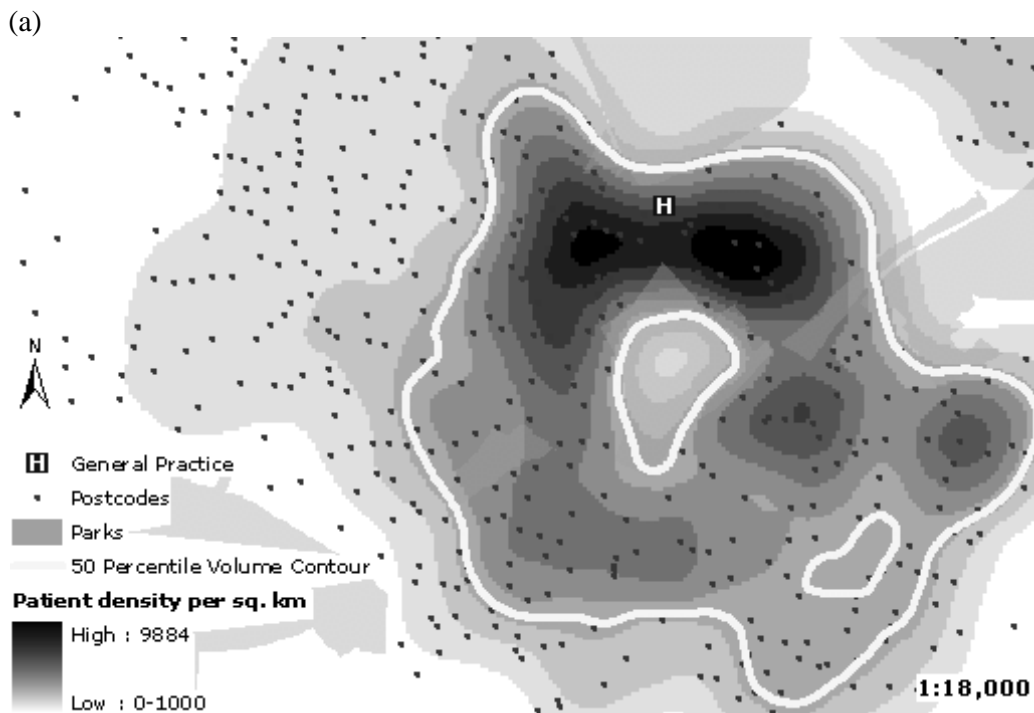 (a)
H
N
H General Practice
Postcodes
Parks
50 Percentile Volume Contour
Patient density per sq. km
High : 9884
Low : 0-1000
1:18,000